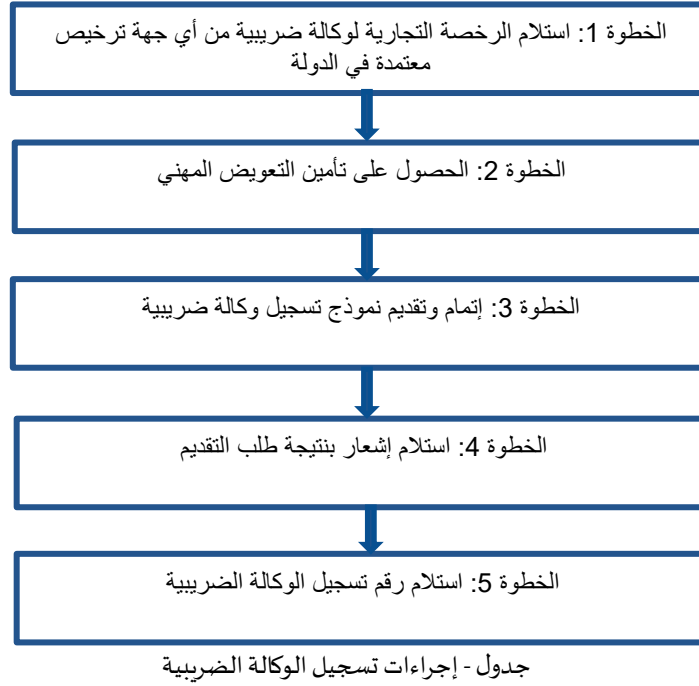 الخطوة 1: استلام الرخصة التجارية لوكالة ضريبية من أي جهة ترخيص
معتمدة في الدولة
الخطوة 2: الحصول على تأمين التعويض المهني
الخطوة 3: إتمام وتقديم نموذج تسجيل وكالة ضريبية
الخطوة 4: استلام إشعار بنتيجة طلب التقديم
الخطوة 5: استلام رقم تسجيل الوكالة الضريبية
جدول - إجراءات تسجيل الوكالة الضريبية